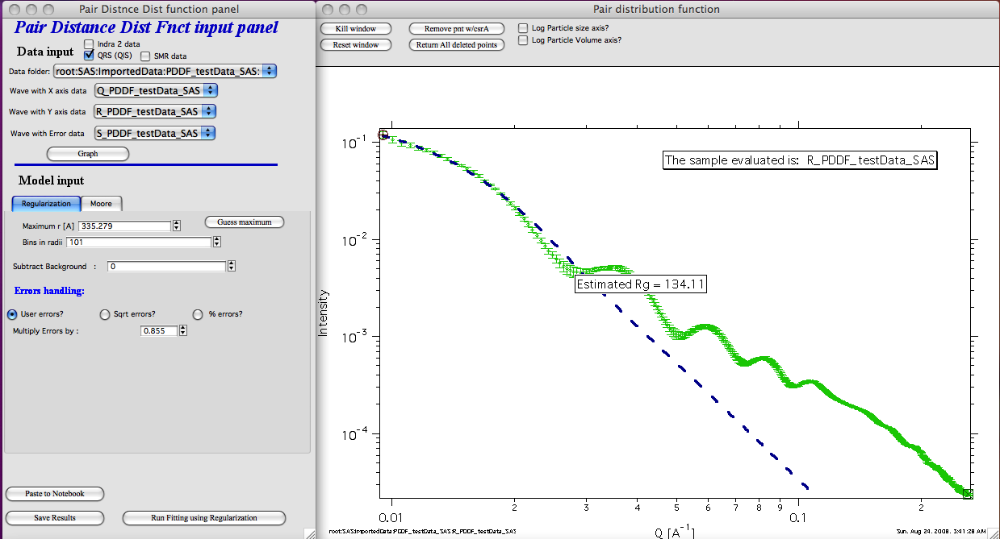 Pair Distnce Dist function panel
Pair Distance Dist Fnct input panel
Data input
Indra 2 data
QRS (QIS)
SMR data
Data folder: root:SAS:ImportedData:PDDF_testData_SAS:
Wave with X axis data Q_PDDF_testData_SAS
Wave with Y axis data R_PDDF_testData_SAS
Wave with Error data S_PDDF_testData_SAS
Graph
Model input
Regularization Moore
Maximum r [A] 335.279 Guess maximum
Bins in radii 101
Subtract Background : 0
Errors handling:
User errors? Sqrt errors? % errors?
Multiply Errors by : 0.855
Paste to Notebook
Save Results Run Fitting using Regularization
Pair distribution function
Kill window Remove pnt w/csrA Log Particle size axis?
Reset window Return All deleted points Log Particle Volume axis?
The sample evaluated is: R_PDDF_testData_SAS
Estimated Rg = 134.11
Intensity
10-1
10-2
10-3
10-4
0.01 2 3 4 5 6 7 8 9 0.1 2
Q [A-1]
root:SAS:ImportedData:PDDF_testData_SAS:R_PDDF_testData_SAS
Sun, Aug 24, 2008, 3:41:28 AM